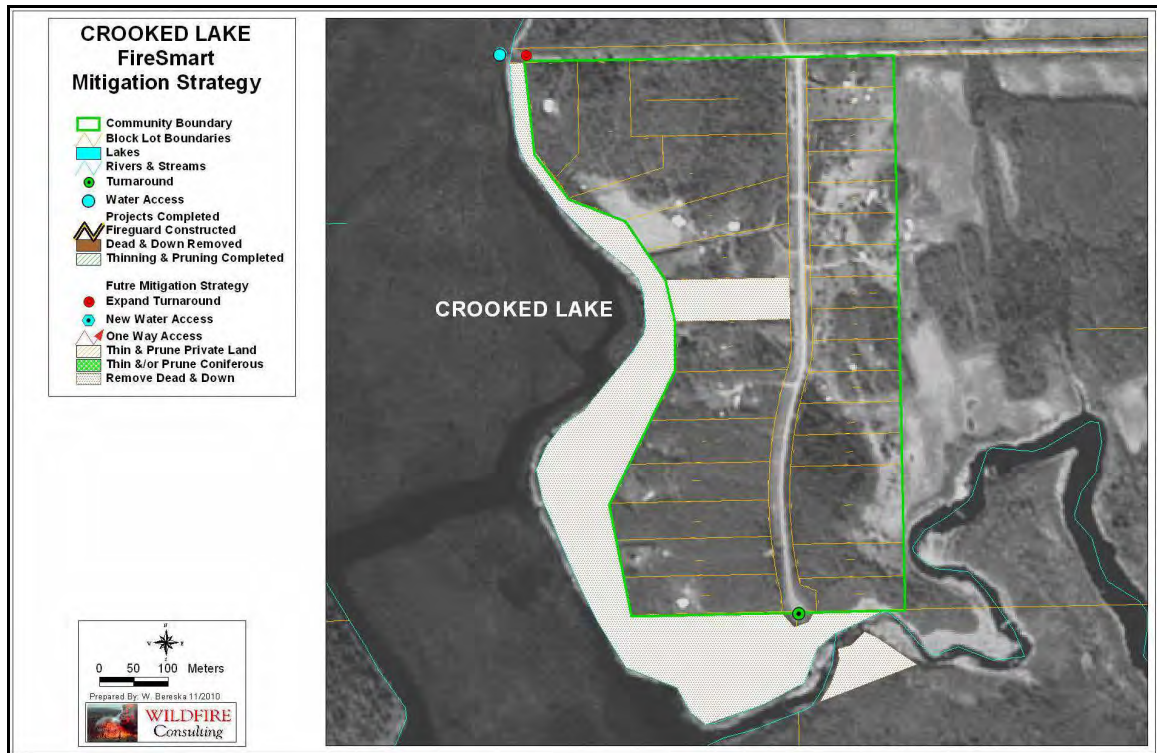 CROOKED LAKE
FireSmart
Mitigation Strategy
Community Boundary
Block Lot Boundaries
Lakes
Rivers & Streams
Turnaround
Water Access
Projects Completed
Fireguard Constructed
Dead & Down Removed
Thinning & Pruning Completed
Futre Mitigation Strategy
Expand Turnaround
New Water Access
One Way Access
Thin & Prune Private Land
Thin &/or Prune Coniferous
Remove Dead & Down
CROOKED LAKE
0 50 100 Meters
Prepared By: W. Bereska 11/2010
WILDFIRE
Consulting